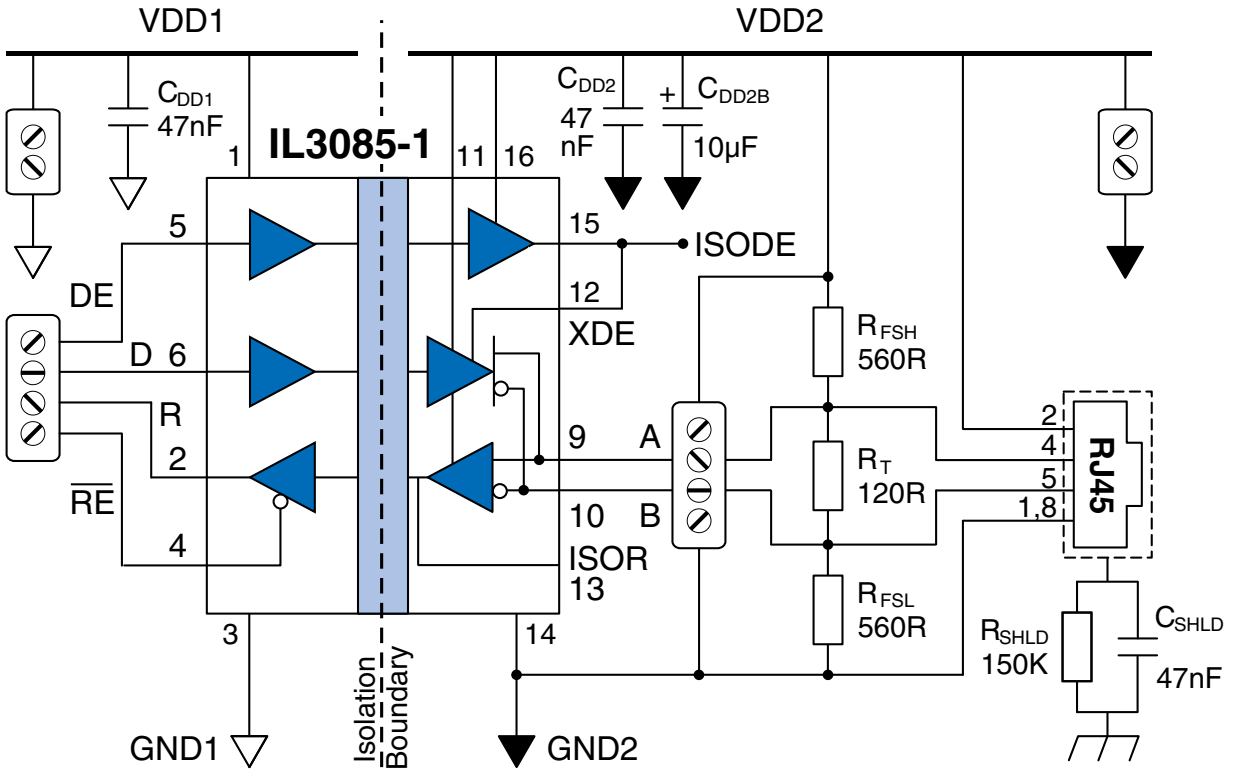 VDD1
VDD2
CDD1
47nF
CDD2
47
nF
+
CDD2B
10µF
IL3085-1
1
11
16
5
15
ISODE
DE
12
XDE
RFSH
560R
D
6
R
9
A
RT
120R
2
4
5
1,8
RJ45
2
RE
10
B
4
ISOR
13
RFSL
560R
3
14
RSHLD
150K
CSHLD
47nF
Isolation
Boundary
GND1
GND2